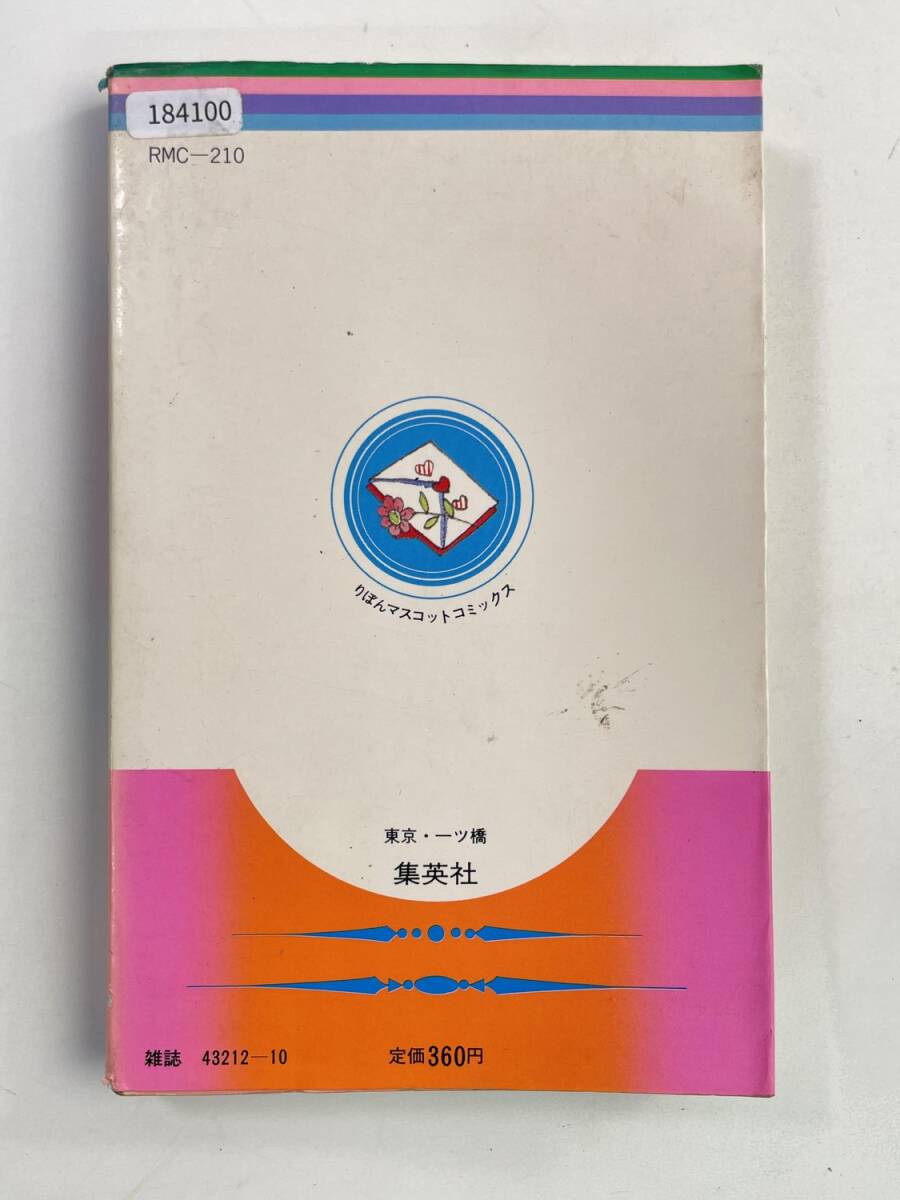 184100
RMC―210
りぼんマスコットコミックス
東京・一ツ橋
集英社
雑誌 43212―10 定価360円